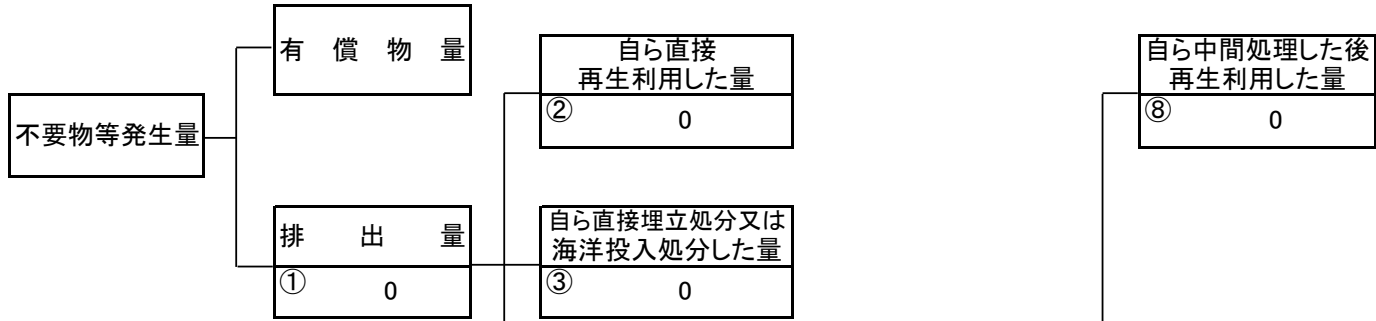 有償物量
自ら直接
再生利用した量
② 0
自ら中間処理した後
再生利用した量
⑧ 0
不要物等発生量
排出量
① 0
自ら直接埋立処分又は
海洋投入処分した量
③ 0